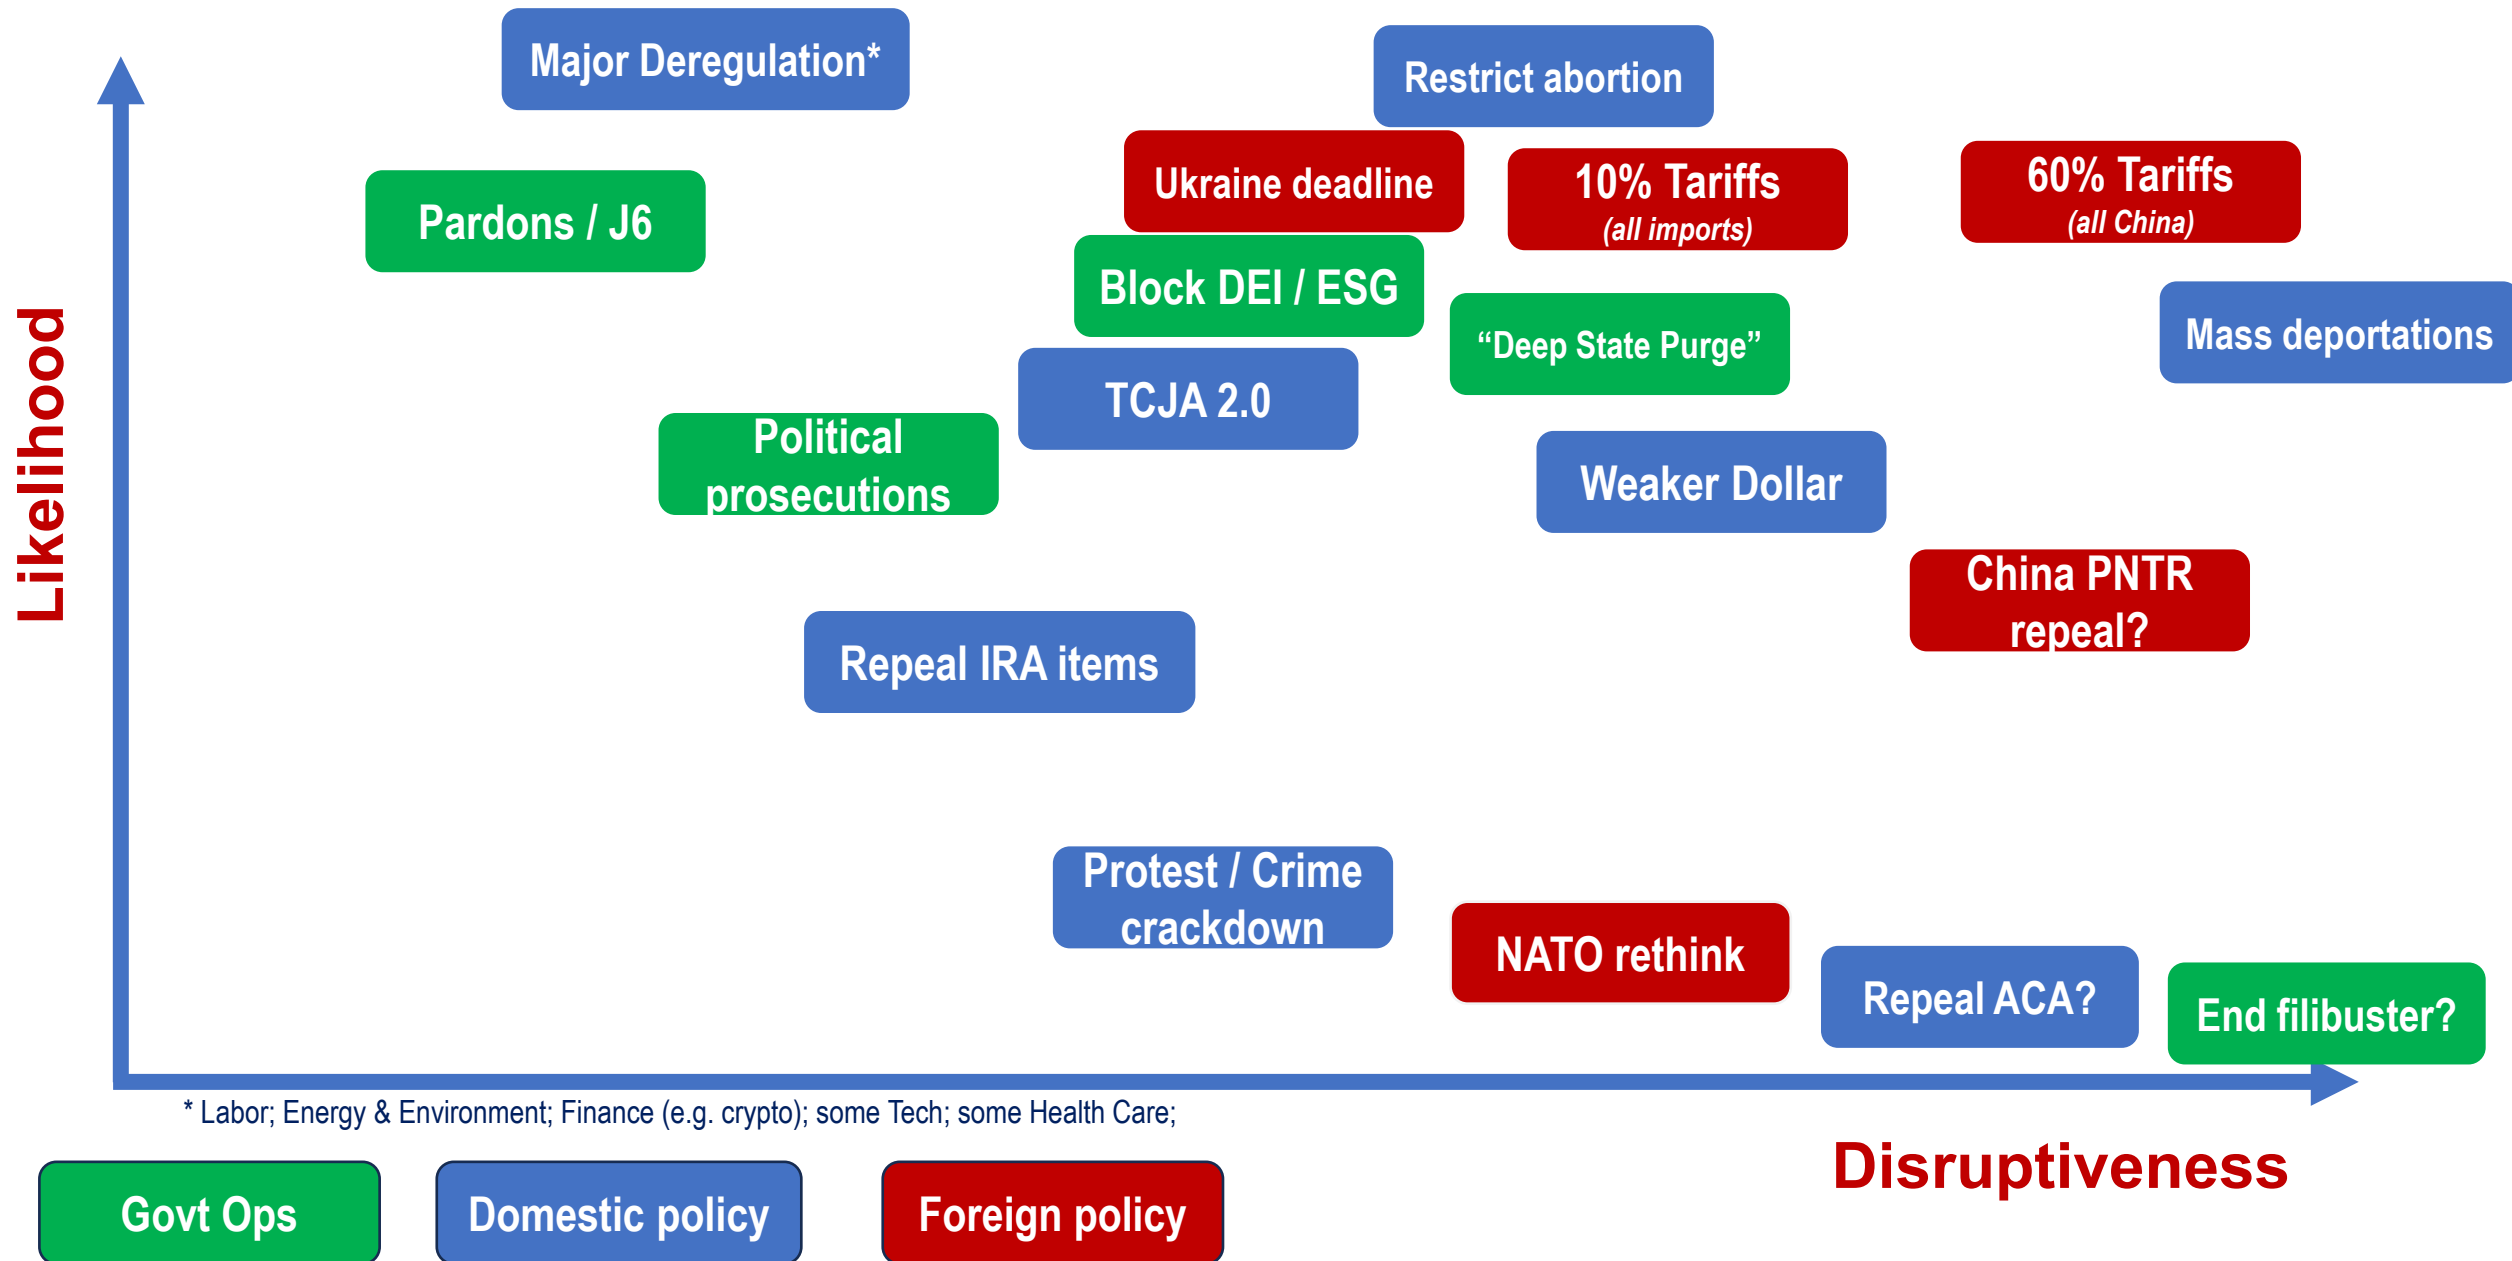 Major Deregulation*
Restrict abortion
Ukraine deadline
10% Tariffs
(all imports)
60% Tariffs
(all China)
Pardons / J6
Block DEI / ESG
“Deep State Purge”
Mass deportations
TCJA 2.0
Political
prosecutions
Weaker Dollar
Likelihood
China PNTR
repeal?
Repeal IRA items
Protest / Crime
crackdown
NATO rethink
Repeal ACA?
End filibuster?
* Labor; Energy & Environment; Finance (e.g. crypto); some Tech; some Health Care;
Disruptiveness
Govt Ops
Domestic policy
Foreign policy